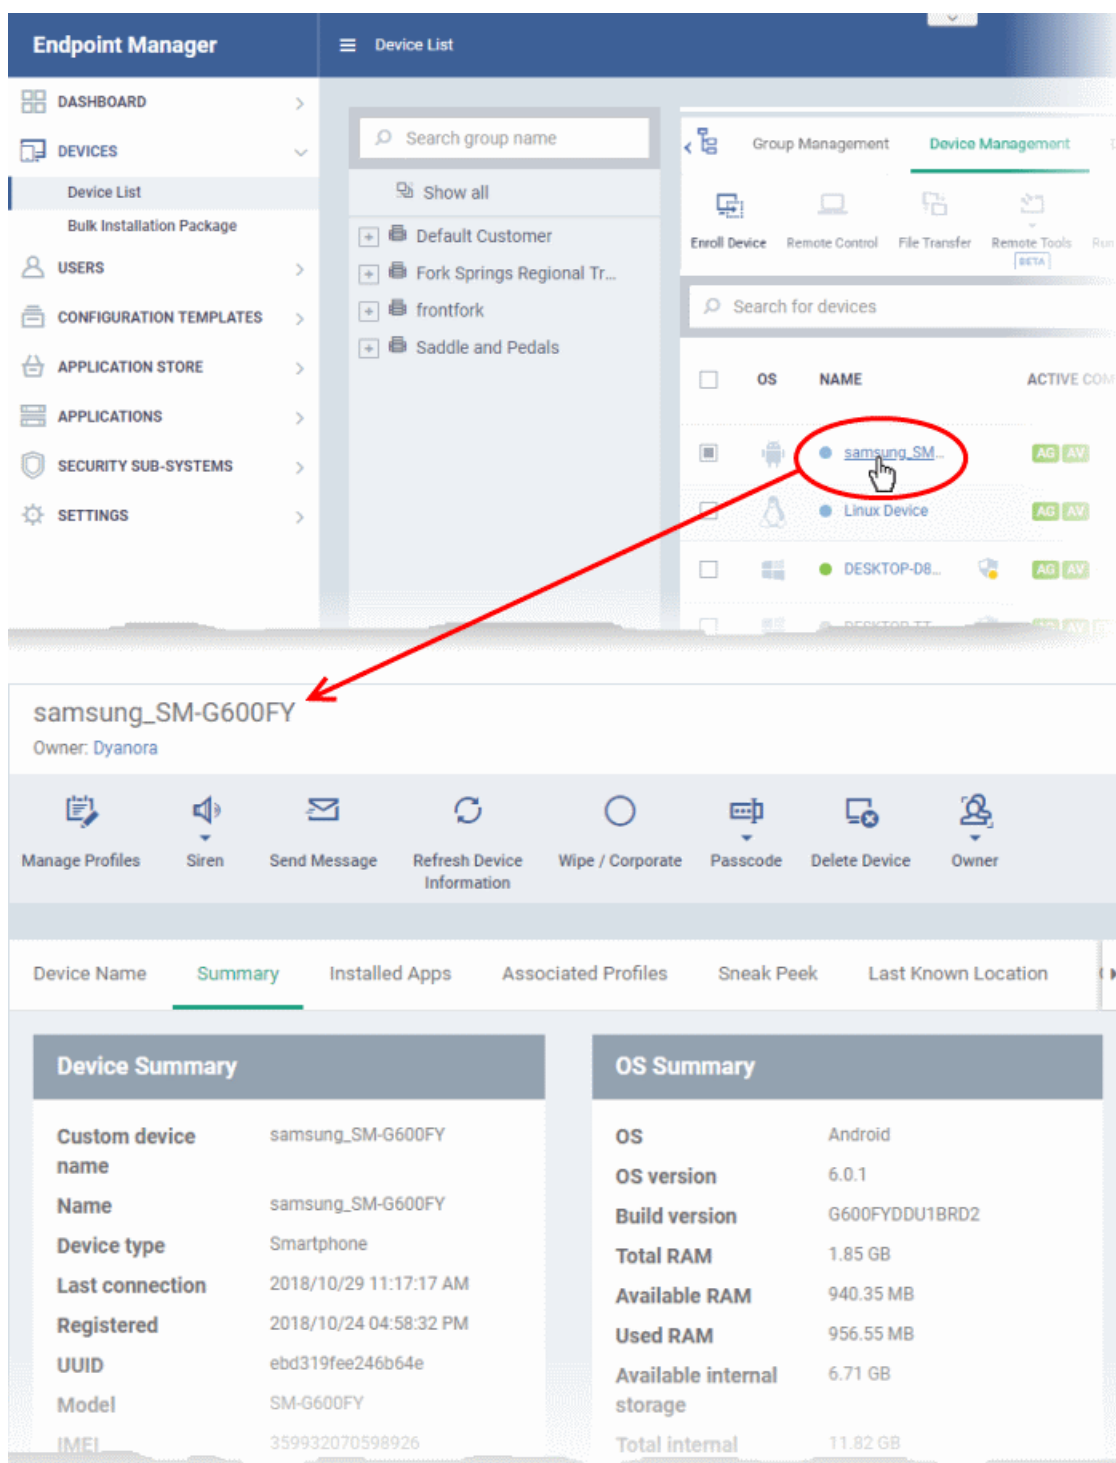 Endpoint Manager
Device List
DASHBOARD
DEVICES
Device List
Bulk Installation Package
USERS
CONFIGURATION TEMPLATES
APPLICATION STORE
APPLICATIONS
SECURITY SUB-SYSTEMS
SETTINGS
Search group name
Show all
Default Customer
Fork Springs Regional Tr...
frontfork
Saddle and Pedals
Group Management Device Management
Enroll Device Remote Control File Transfer Remote Tools Run
BETA
Search for devices
OS NAME ACTIVE COM
samsung_SM... AG AV
Linux Device AG AV
DESKTOP-D8... AG AV
DESKTOP-TT AG AV
samsung_SM-G600FY
Owner: Dyanora
Manage Profiles Siren Send Message Refresh Device Wipe / Corporate Passcode Delete Device Owner
Information
Device Name Summary Installed Apps Associated Profiles Sneak Peek Last Known Location
Device Summary
Custom device samsung_SM-G600FY
name
Name samsung_SM-G600FY
Device type Smartphone
Last connection 2018/10/29 11:17:17 AM
Registered 2018/10/24 04:58:32 PM
UUID ebd319fee246b64e
Model SM-G600FY
IMEI 359932070598926
OS Summary
OS Android
OS version 6.0.1
Build version G600FYDDU1BRD2
Total RAM 1.85 GB
Available RAM 940.35 MB
Used RAM 956.55 MB
Available internal 6.71 GB
storage
Total internal 11.82 GB